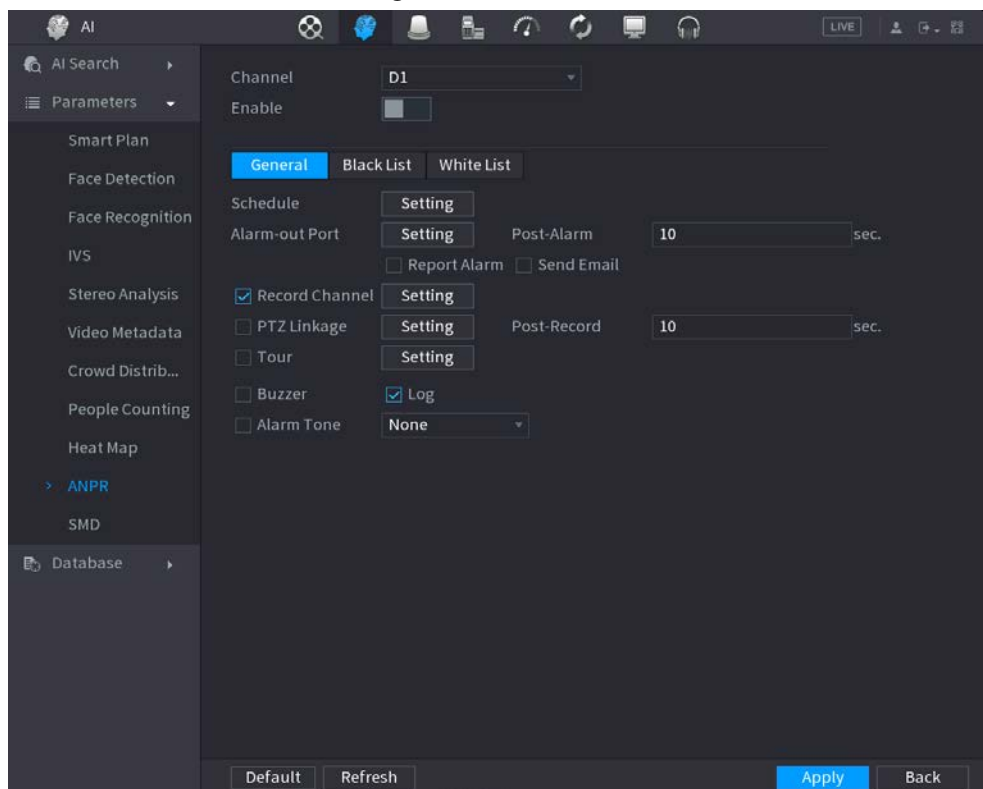 AI
LIVE
AI Search
Parameters
Smart Plan
Face Detection
Face Recognition
IVS
Stereo Analysis
Video Metadata
Crowd Distrib...
People Counting
Heat Map
ANPR
SMD
Database
Channel D1
Enable
General Black List White List
Schedule Setting
Alarm-out Port Setting Post-Alarm 10 sec.
Report Alarm Send Email
Record Channel Setting
PTZ Linkage Setting Post-Record 10 sec.
Tour Setting
Buzzer Log
Alarm Tone None
Default Refresh Apply Back